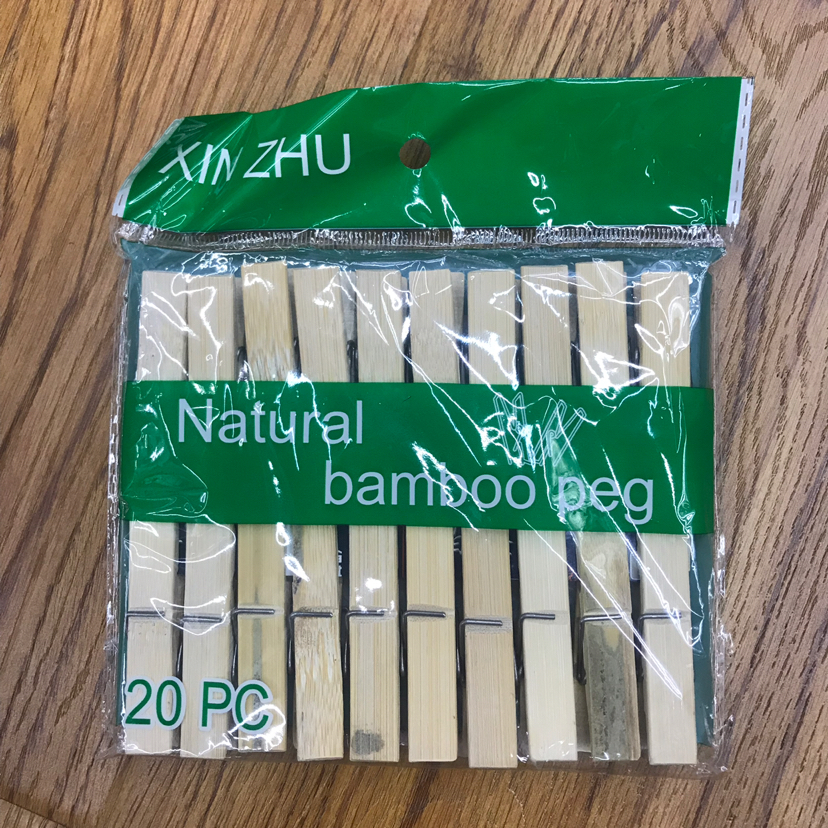 XIN ZHU
Natural
bamboo peg
20 PC